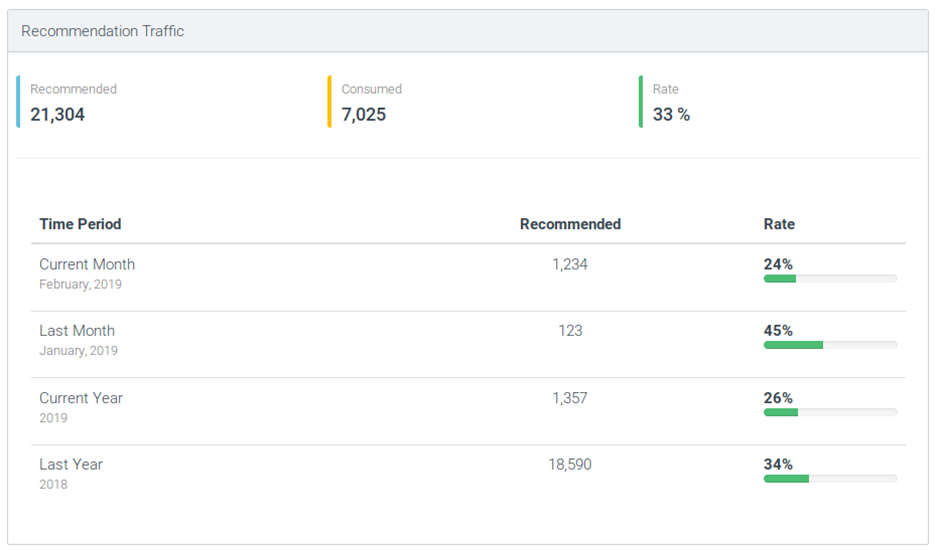 Recommendation Traffic
Recommended Consumed Rate
21,304 7,025 33 %
Time Period Recommended Rate
Current Month 1,234 24%
February, 2019
Last Month 123 45%
January, 2019
Current Year 1,357 26%
2019
Last Year 18,590 34%
2018